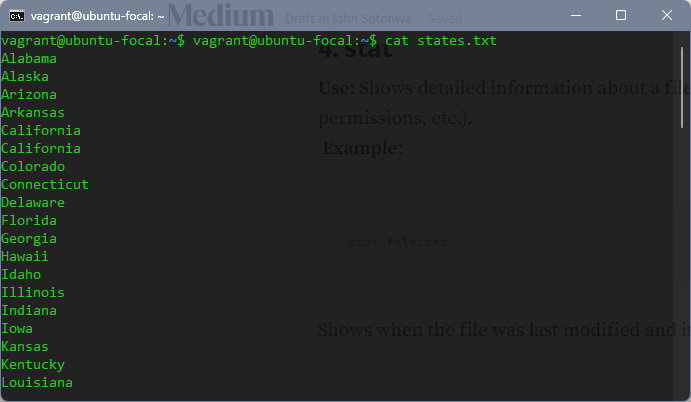 vagrant@ubuntu-focal: ~
Medium
Draft in John Sotonwa
Saved
vagrant@ubuntu-focal:~$ vagrant@ubuntu-focal:~$ cat states.txt
4. stat
Alabama
Alaska
Use: Shows detailed information about a file
Arizona
Arkansas
permissions, etc.).
California
California
Example:
Colorado
Connecticut
Delaware
Florida
Georgia
stat file.txt
Hawaii
Idaho
Illinois
Indiana
Iowa
Shows when the file was last modified and
Kansas
Kentucky
Louisiana